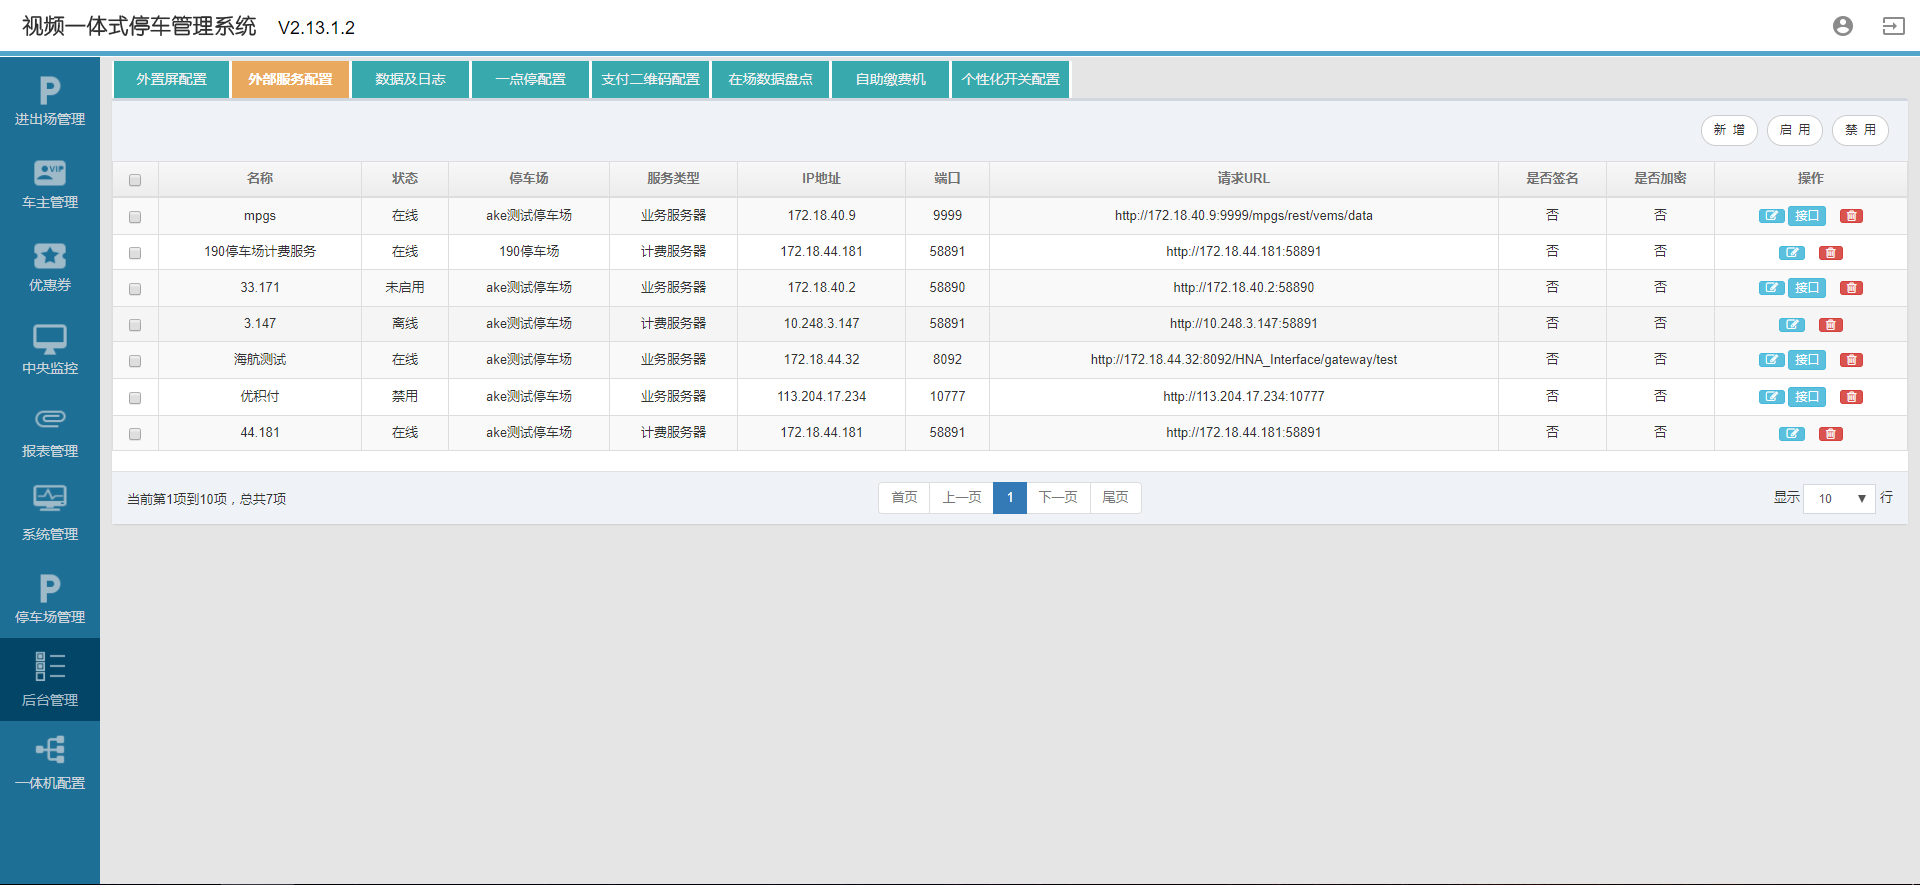 视频一体式停车管理系统 V2.13.1.2
外置屏配置 外部服务配置 数据及日志 一点停配置 支付二维码配置 在场数据盘点 自助缴费机 个性化开关配置
进出场管理
车主管理
优惠券
中央监控
报表管理
系统管理
停车场管理
后台管理
一体机配置
新 增 启 用 禁 用
名称 状态 停车场 服务类型 IP地址 端口 请求URL 是否签名 是否加密 操作
mpgs 在线 ake测试停车场 业务服务器 172.18.40.9 9999 http://172.18.40.9:9999/mpgs/rest/vems/data 否 否 接口
190停车场计费服务 在线 190停车场 计费服务器 172.18.44.181 58891 http://172.18.44.181:58891 否 否
33.171 未启用 ake测试停车场 业务服务器 172.18.40.2 58890 http://172.18.40.2:58890 否 否 接口
3.147 离线 ake测试停车场 计费服务器 10.248.3.147 58891 http://10.248.3.147:58891 否 否
海航测试 在线 ake测试停车场 业务服务器 172.18.44.32 8092 http://172.18.44.32:8092/HNA_Interface/gateway/test 否 否 接口
优积付 禁用 ake测试停车场 业务服务器 113.204.17.234 10777 http://113.204.17.234:10777 否 否 接口
44.181 在线 ake测试停车场 计费服务器 172.18.44.181 58891 http://172.18.44.181:58891 否 否
当前第1项到10项，总共7项 首页 上一页 1 下一页 尾页 显示 10 行